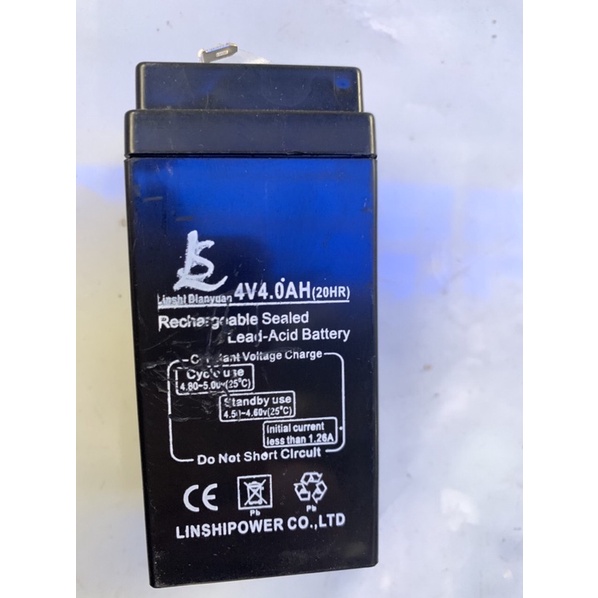 LS
Linshi Dianyuan 4V4.0AH(20HR)
Rechargeable Sealed
Lead-Acid Battery
Constant Voltage Charge
Cycle use
4.80-5.00v(25°C)
Standby use
4.50-4.60v(25°C)
Initial current
less than 1.26A
Do Not Short Circuit
CE
Pb
Pb
LINSHIPOWER CO.,LTD